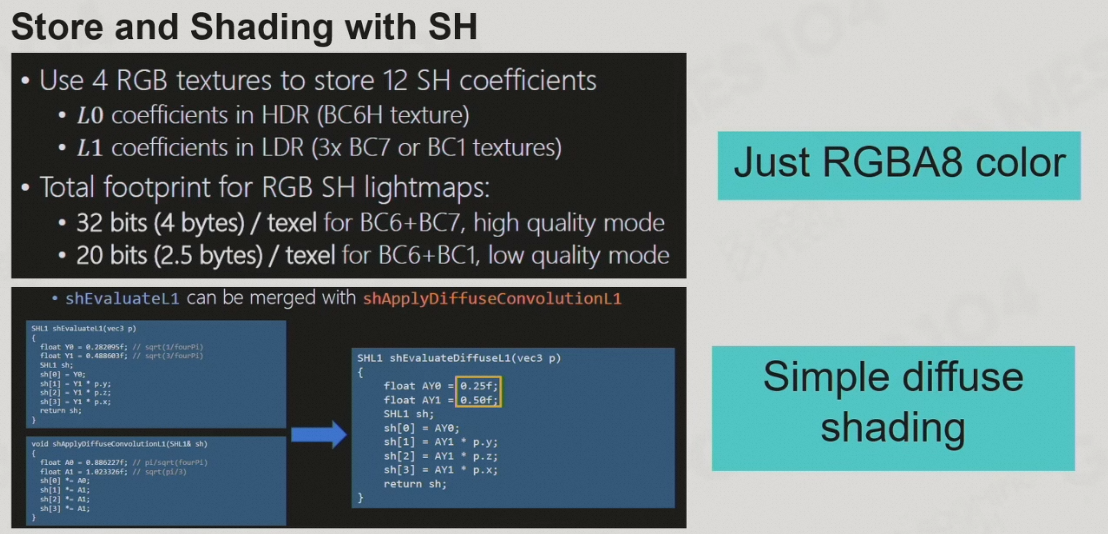 Store and Shading with SH
• Use 4 RGB textures to store 12 SH coefficients
• L0 coefficients in HDR (BC6H texture)
• L1 coefficients in LDR (3x BC7 or BC1 textures)
• Total footprint for RGB SH lightmaps:
• 32 bits (4 bytes) / texel for BC6+BC7, high quality mode
• 20 bits (2.5 bytes) / texel for BC6+BC1, low quality mode
Just RGBA8 color
• shEvaluateL1 can be merged with shApplyDiffuseConvolutionL1
SHL1 shEvaluateL1(vec3 p)
{
float Y0 = 0.282095f; // sqrt(1/fourPi)
float Y1 = 0.488603f; // sqrt(3/fourPi)
SHL1 sh;
sh[0] = Y0;
sh[1] = Y1 * p.y;
sh[2] = Y1 * p.z;
sh[3] = Y1 * p.x;
return sh;
}
void shApplyDiffuseConvolutionL1(SHL1& sh)
{
float A0 = 0.886227f; // pi/sqrt(fourPi)
float A1 = 1.023326f; // sqrt(pi/3)
sh[0] *= A0;
sh[1] *= A1;
sh[2] *= A1;
sh[3] *= A1;
}
SHL1 shEvaluateDiffuseL1(vec3 p)
{
float AY0 = 0.25f;
float AY1 = 0.50f;
SHL1 sh;
sh[0] = AY0;
sh[1] = AY1 * p.y;
sh[2] = AY1 * p.z;
sh[3] = AY1 * p.x;
return sh;
}
Simple diffuse
shading